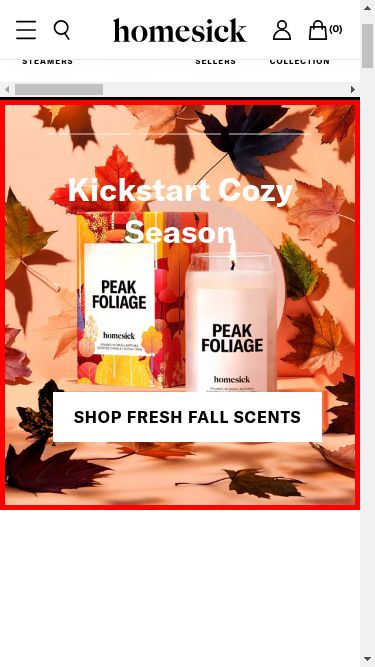 homesick
(0)
STEAMERS
SELLERS
COLLECTION
Kickstart Cozy
Season
PEAK
FOLIAGE
homesick
PEAK
FOLIAGE
homesick
SHOP FRESH FALL SCENTS